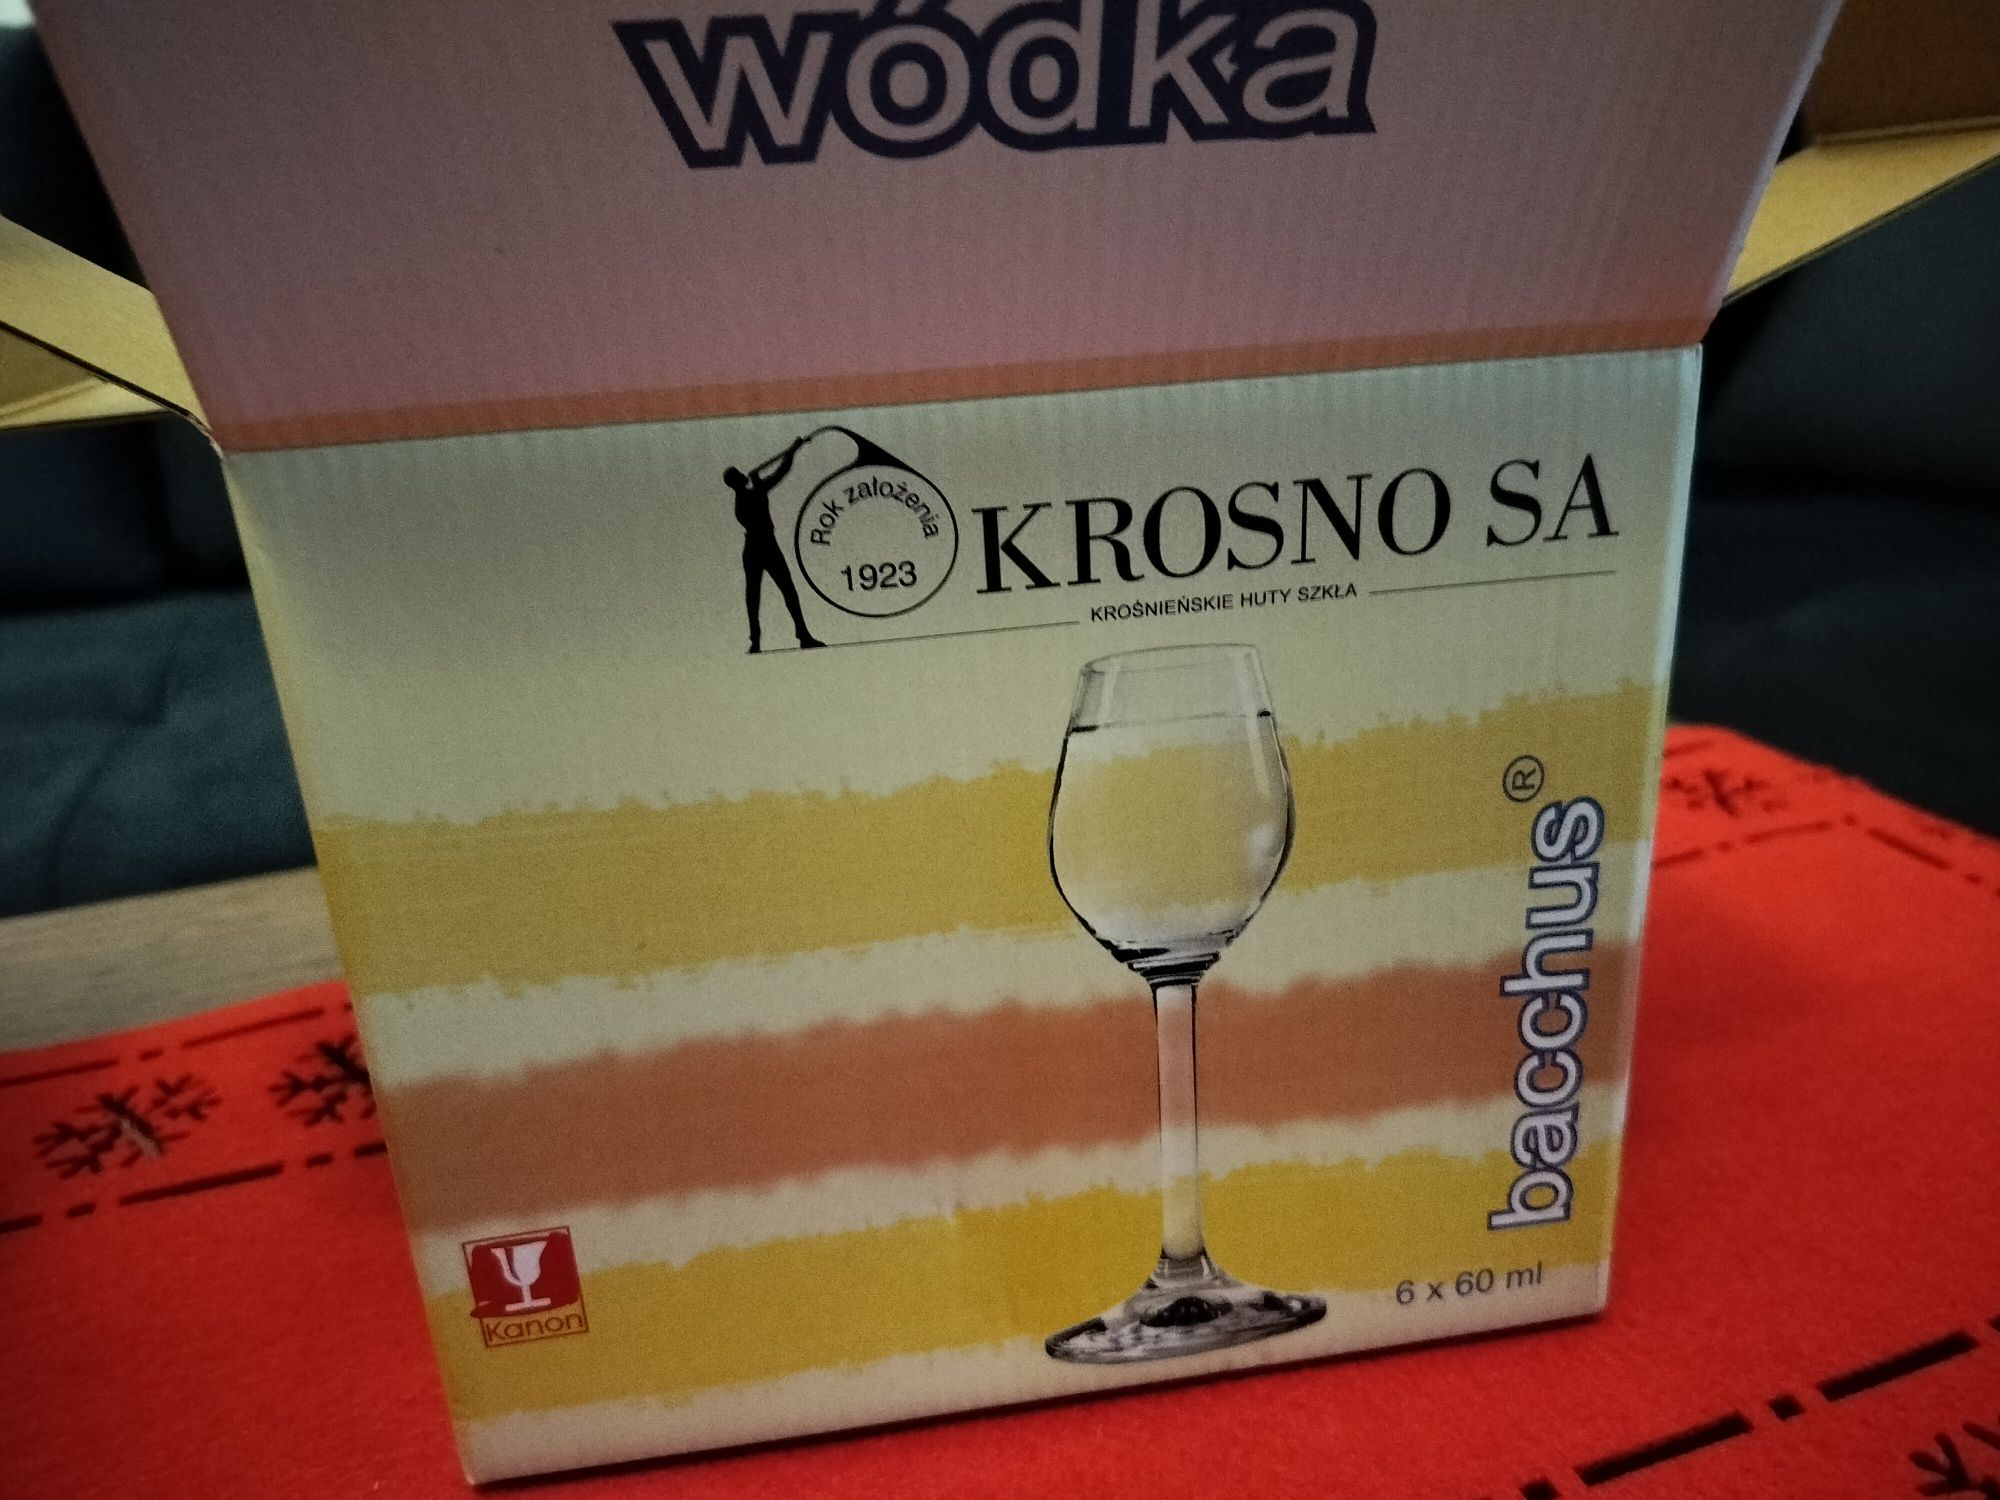 wódka
Rok założenia
1923
KROSNO SA
KROŚNIEŃSKIE HUTY SZKŁA
bacchus®
6 x 60 ml
Kanon